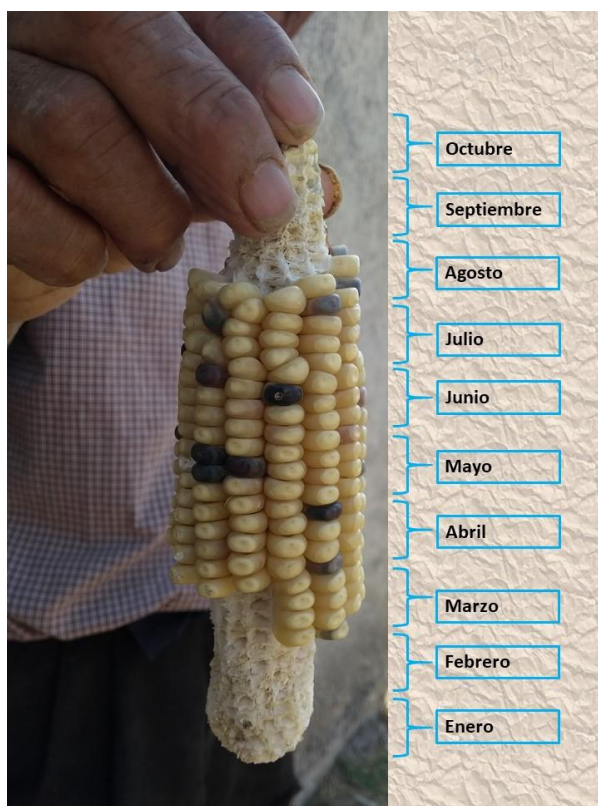 Octubre
Septiembre
Agosto
Julio
Junio
Mayo
Abril
Marzo
Febrero
Enero